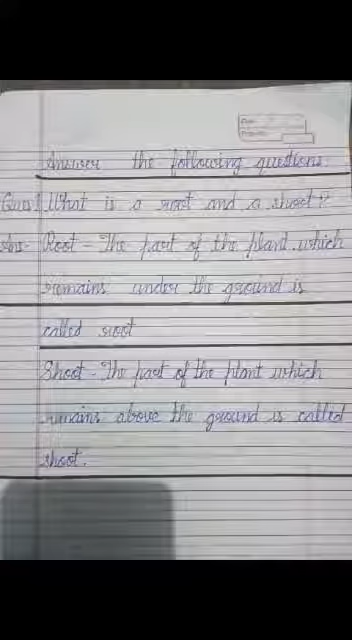 Answer the following questions.
Ques1 What is a root and a shoot?
Ans- Root - The part of the plant which
remains under the ground is
called root
Shoot - The part of the plant which
remains above the ground is called
shoot.